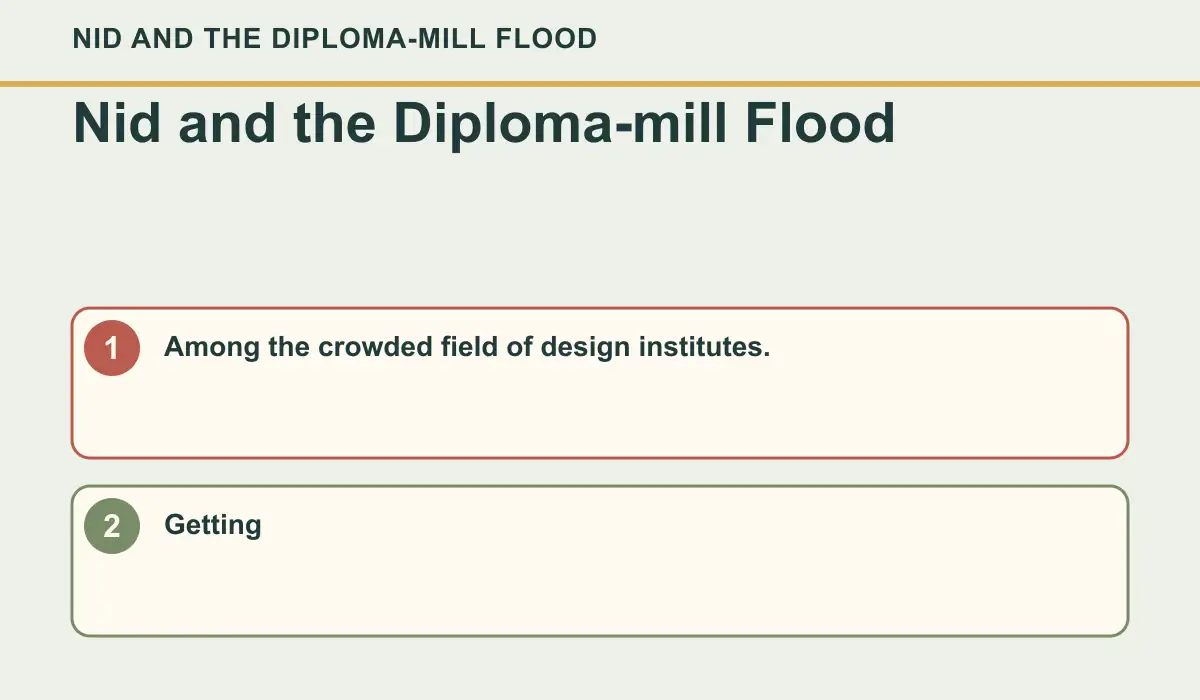 NID AND THE DIPLOMA-MILL FLOOD
Nid and the Diploma-mill Flood
1
Among the crowded field of design institutes.
2
Getting